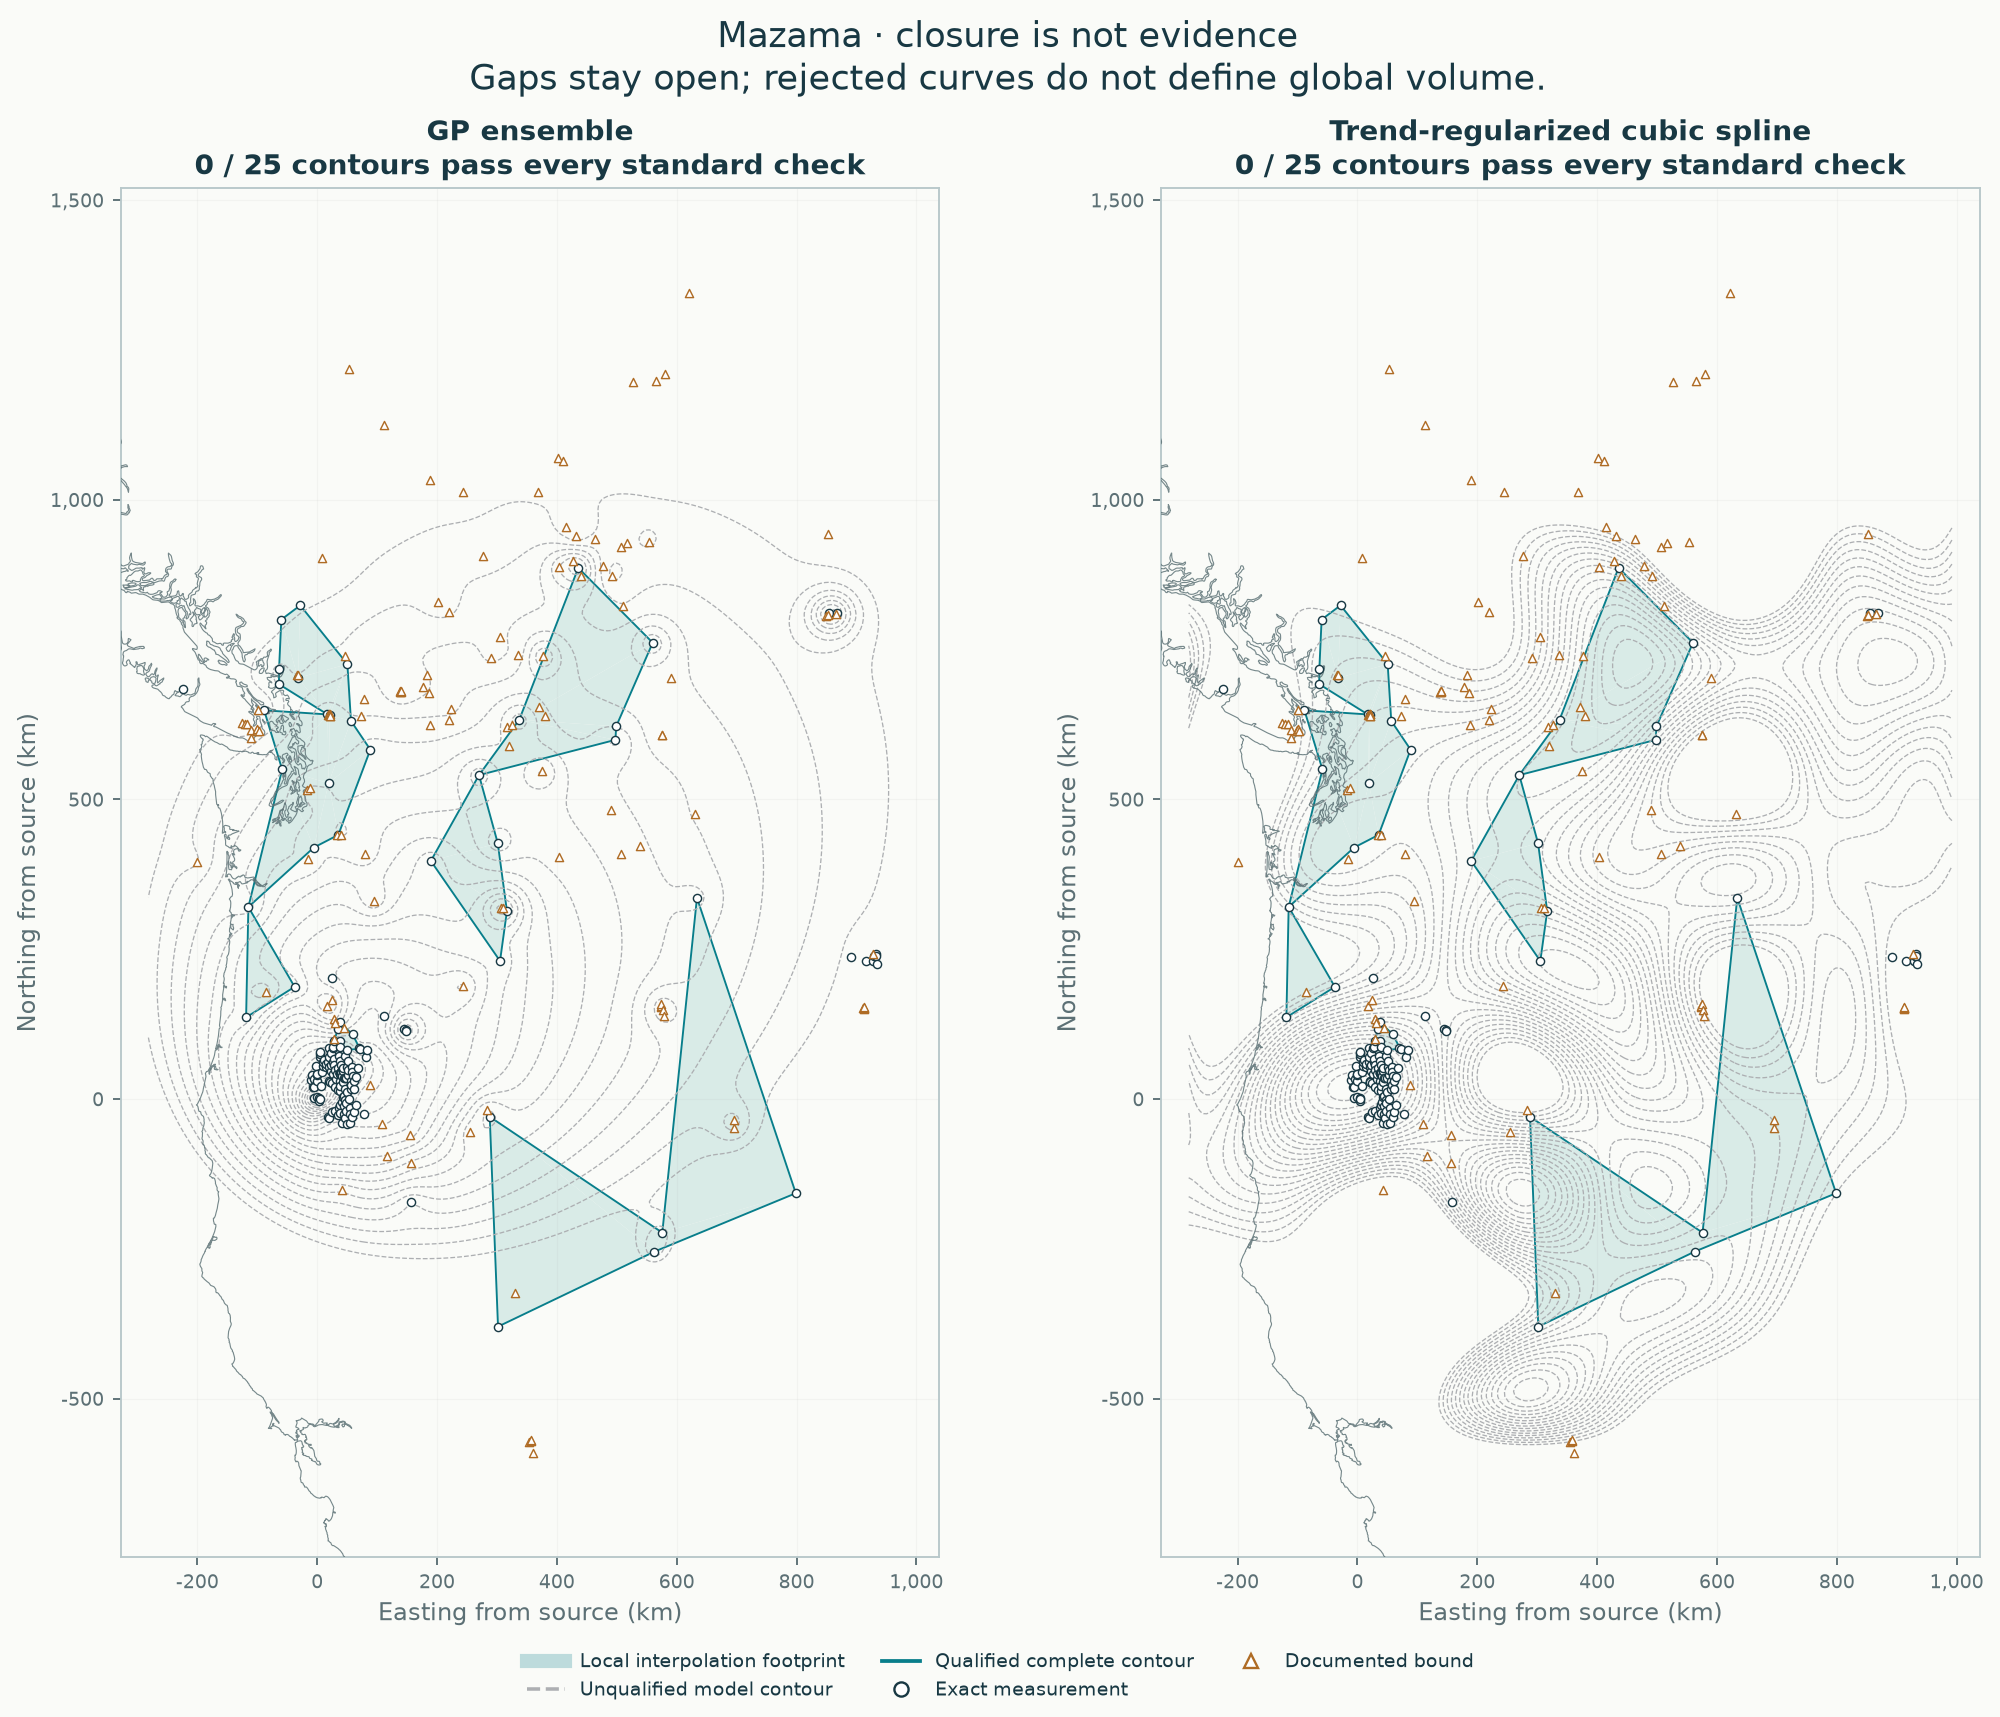 Mazama · closure is not evidence
Gaps stay open; rejected curves do not define global volume.
GP ensemble
0 / 25 contours pass every standard check
Trend-regularized cubic spline
0 / 25 contours pass every standard check
1,500
1,000
500
0
-500
Northing from source (km)
-200
0
200
400
600
800
1,000
Easting from source (km)
1,500
1,000
500
0
-500
Northing from source (km)
-200
0
200
400
600
800
1,000
Easting from source (km)
Local interpolation footprint
Qualified complete contour
Documented bound
Unqualified model contour
Exact measurement